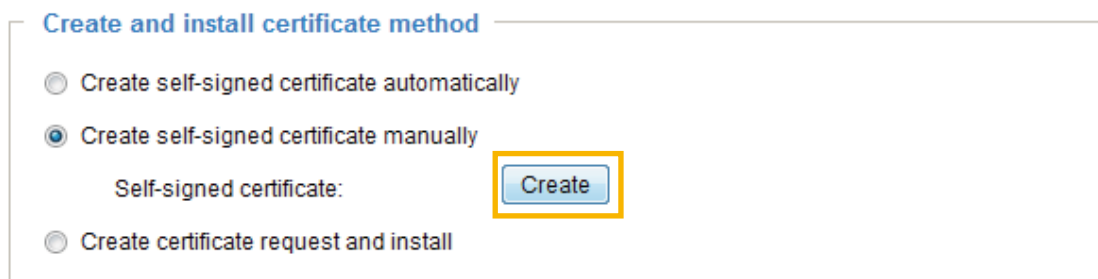 Create and install certificate method
Create self-signed certificate automatically
Create self-signed certificate manually
Self-signed certificate: Create
Create certificate request and install